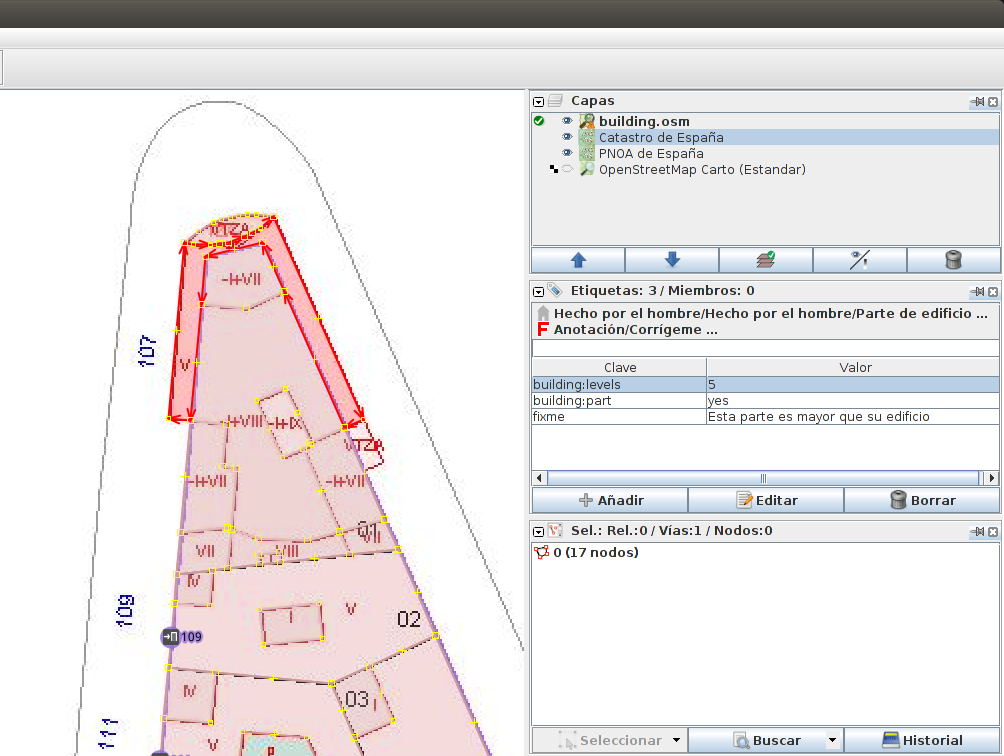 Capas
building.osm
Catastro de España
PNOA de España
OpenStreetMap Carto (Estandar)
Etiquetas: 3 / Miembros: 0
Hecho por el hombre/Hecho por el hombre/Parte de edificio ...
Anotación/Corrígeme ...
Clave Valor
building:levels 5
building:part yes
fixme Esta parte es mayor que su edificio
Añadir Editar Borrar
Sel.: Rel.:0 / Vías:1 / Nodos:0
0 (17 nodos)
Seleccionar Buscar Historial
VTZA
-I+VII
107
V
I+VIII
-I+IX
VTZA
-I+VII
-I+VII
01
VII
VII
VIII
IV
109
I
V
02
109
IV
03
I
111
V